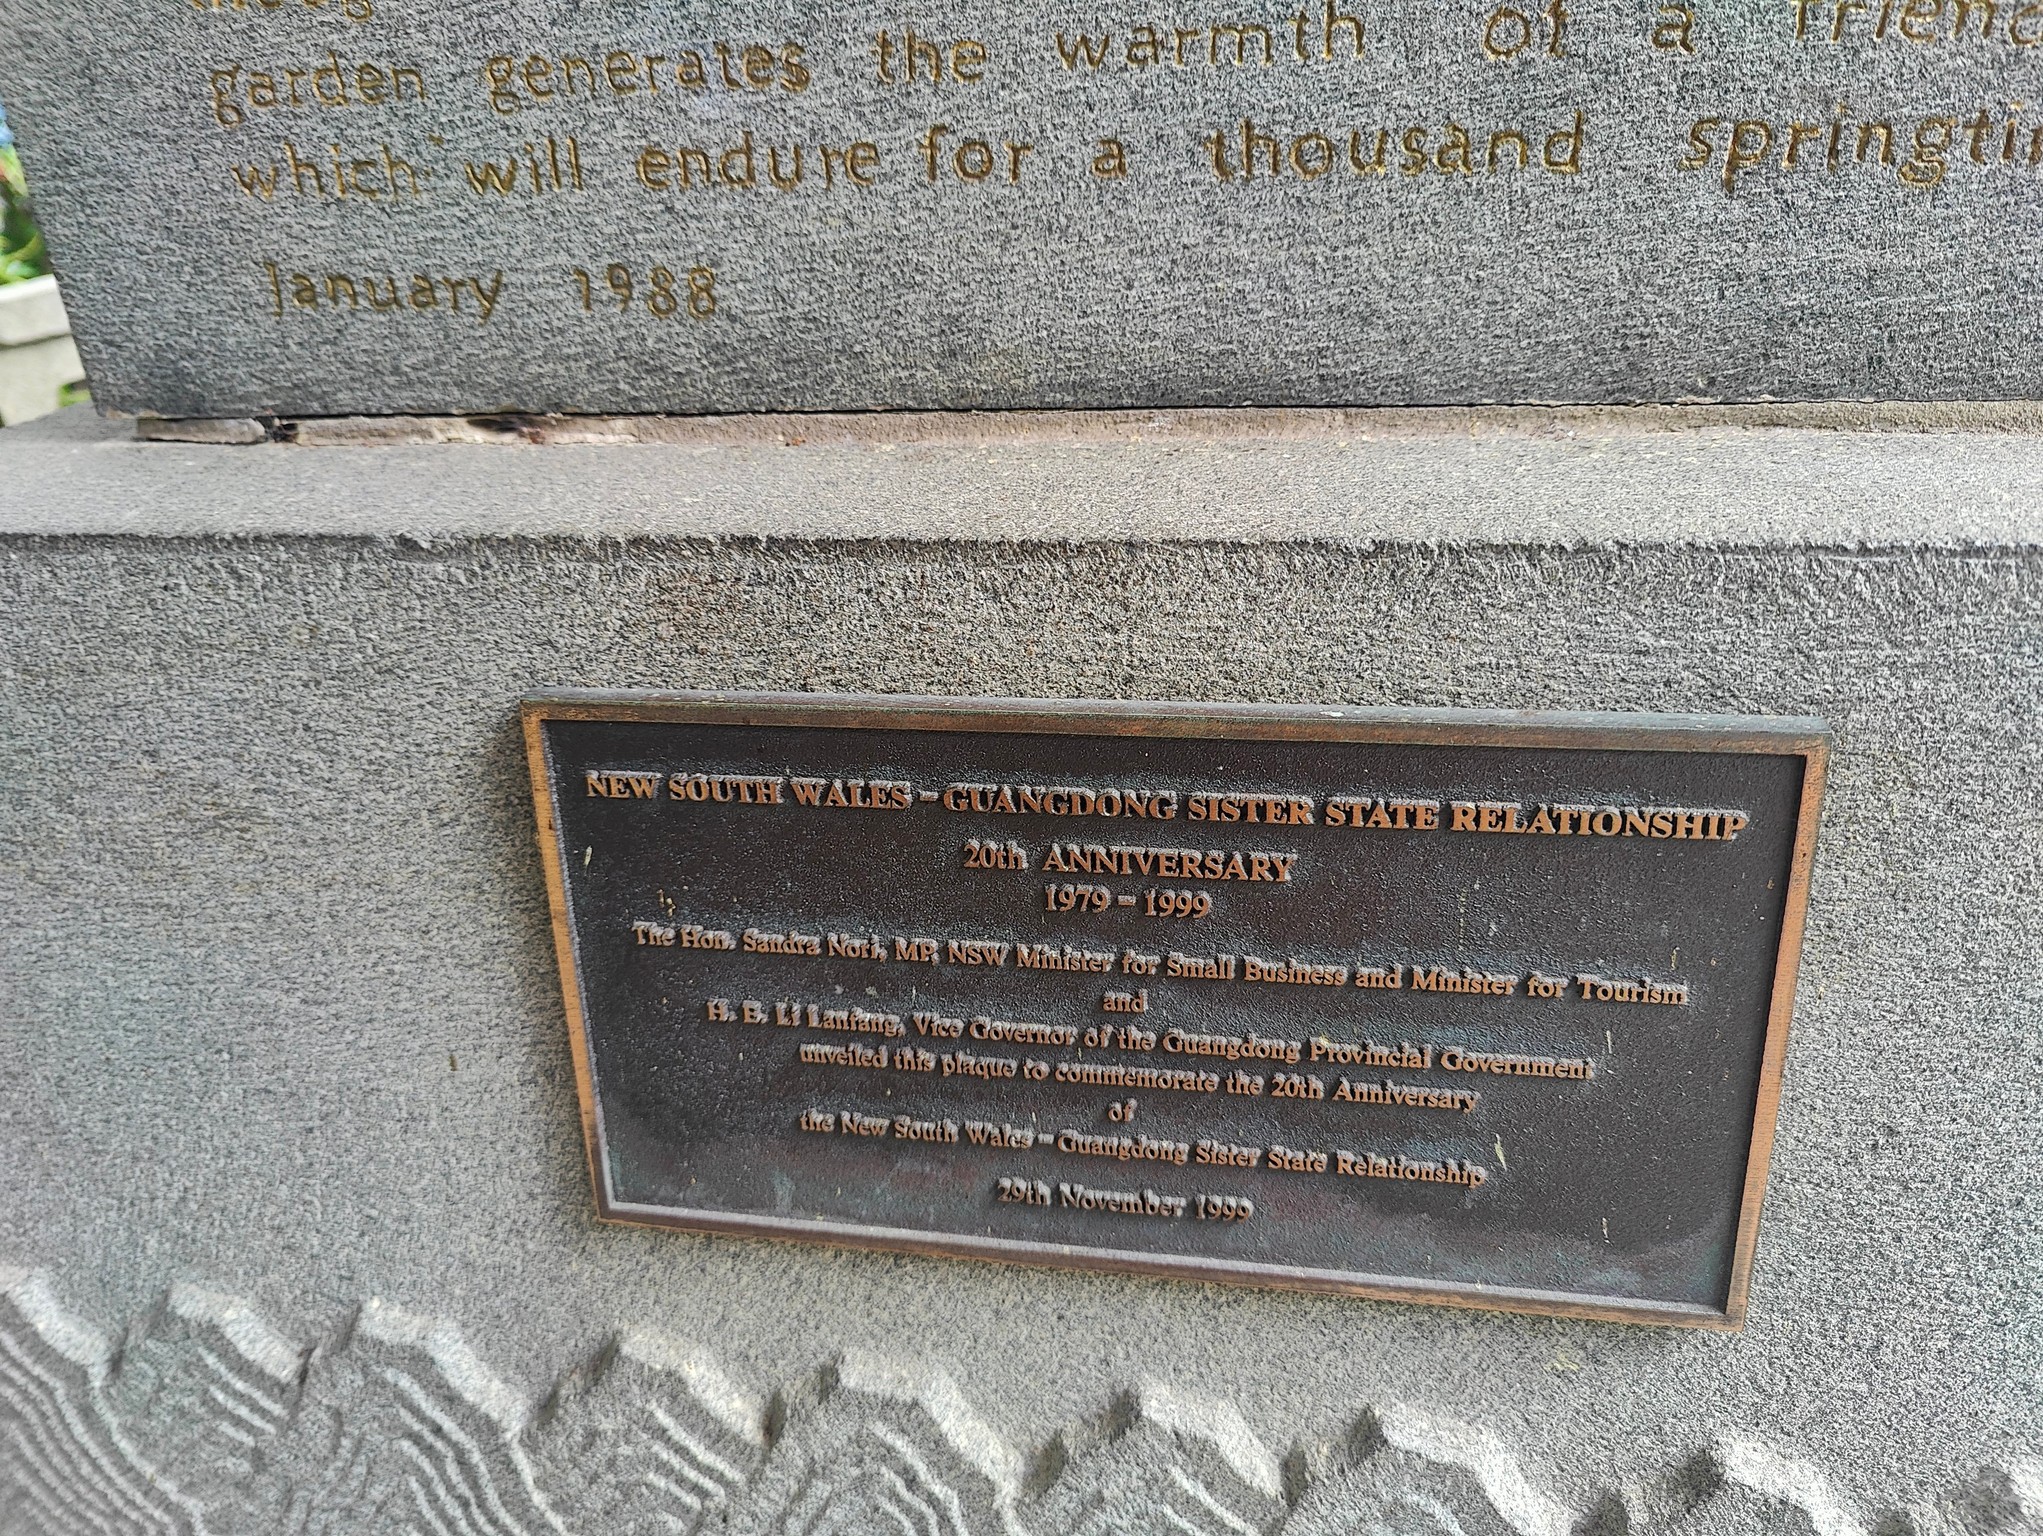 garden generates the warmth of a
which will endure for a thousand
January 1988
NEW SOUTH WALES - GUANGDONG SISTER STATE RELATIONSHIP
20th ANNIVERSARY
1979 - 1999
The Hon. Sandra Nori, MP, NSW Minister for Small Business and Minister for Tourism
and
H. E. Li Lanfang, Vice Governor of the Guangdong Provincial Government
unveiled this plaque to commemorate the 20th Anniversary
of
the New South Wales - Guangdong Sister State Relationship
29th November 1999